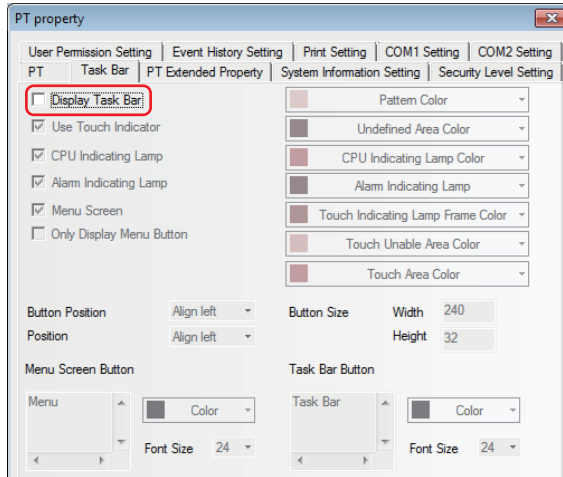 PT property
User Permission Setting Event History Setting Print Setting COM1 Setting COM2 Setting
PT Task Bar PT Extended Property System Information Setting Security Level Setting
Display Task Bar Pattern Color
Use Touch Indicator Undefined Area Color
CPU Indicating Lamp CPU Indicating Lamp Color
Alarm Indicating Lamp Alarm Indicating Lamp
Menu Screen Touch Indicating Lamp Frame Color
Only Display Menu Button Touch Unable Area Color
Touch Area Color
Button Position Align left Button Size Width 240
Position Align left Height 32
Menu Screen Button Task Bar Button
Menu Color Task Bar Color
Font Size 24 Font Size 24